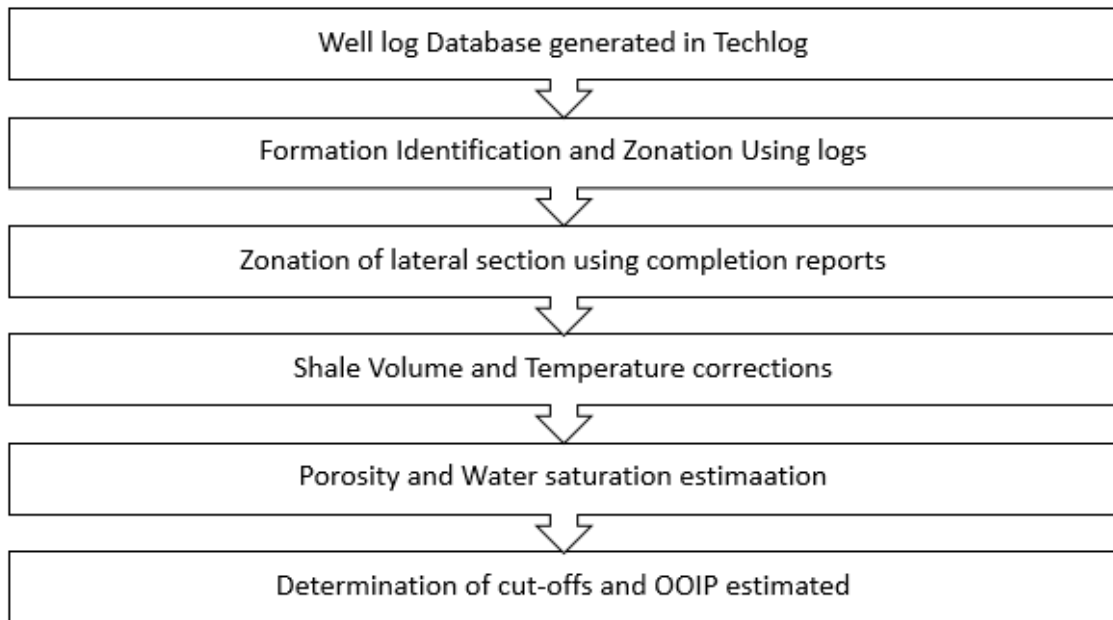 Well log Database generated in Techlog
Formation Identification and Zonation Using logs
Zonation of lateral section using completion reports
Shale Volume and Temperature corrections
Porosity and Water saturation estimaation
Determination of cut-offs and OOIP estimated